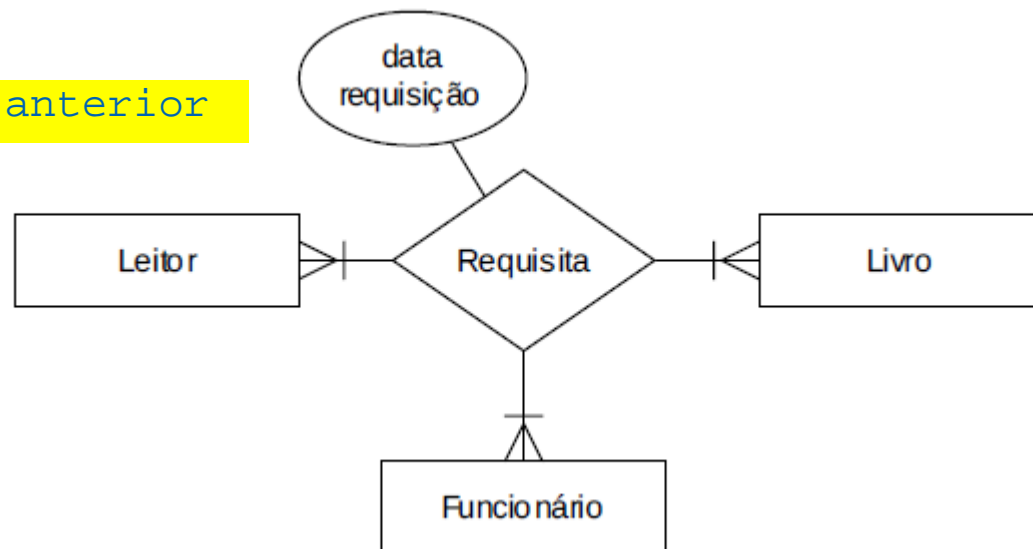 data
requisição
anterior
Leitor
Requisita
Livro
Funcionário